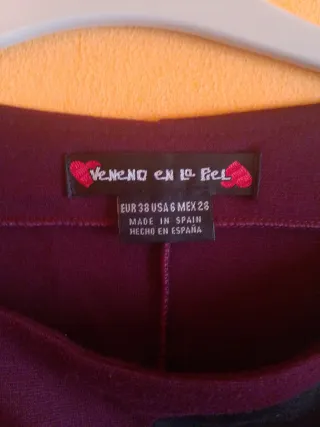 VENENO EN LA PIEL
EUR 38 USA 6 MEX 28
MADE IN SPAIN
HECHO EN ESPAÑA